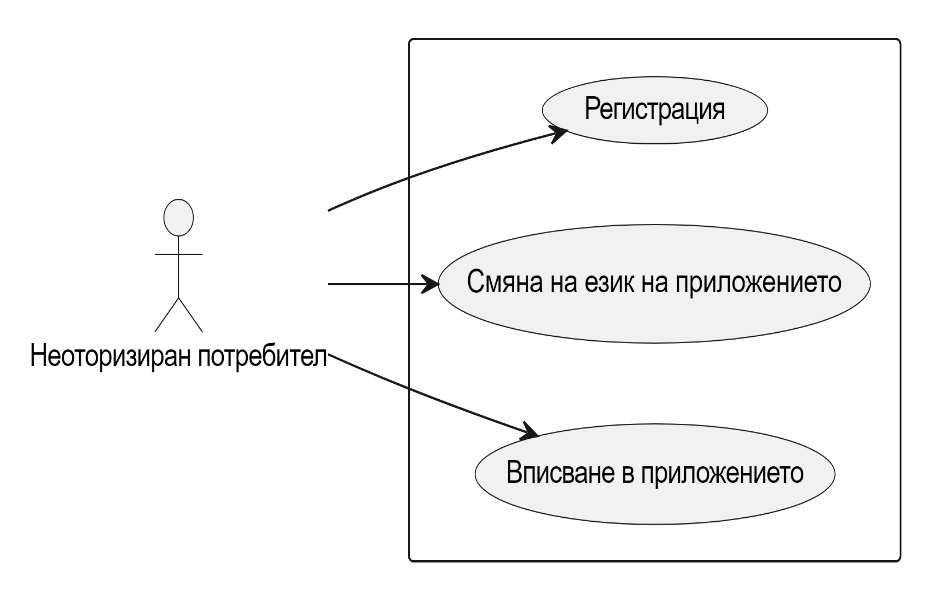 Регистрация
Смяна на език на приложението
Неоторизиран потребител
Вписване в приложението